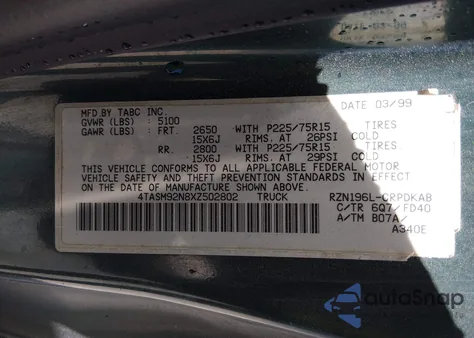 MFD.BY TABC INC. DATE 03/99
GVWR (LBS) : 5100
GAWR (LBS) : FRT. 2650 WITH P225/75R15 TIRES
15X6J RIMS. AT 26PSI COLD
RR. 2800 WITH P225/75R15 TIRES
15X6J RIMS. AT 29PSI COLD
THIS VEHICLE CONFORMS TO ALL APPLICABLE FEDERAL MOTOR
VEHICLE SAFETY AND THEFT PREVENTION STANDARDS IN EFFECT
ON THE DATE OF MANUFACTURE SHOWN ABOVE.
4TASM92N8XZ502802 TRUCK RZN196L-CRPDKAB
C/TR 6Q7/FD40
A/TM B07A/
A340E
autoSnap